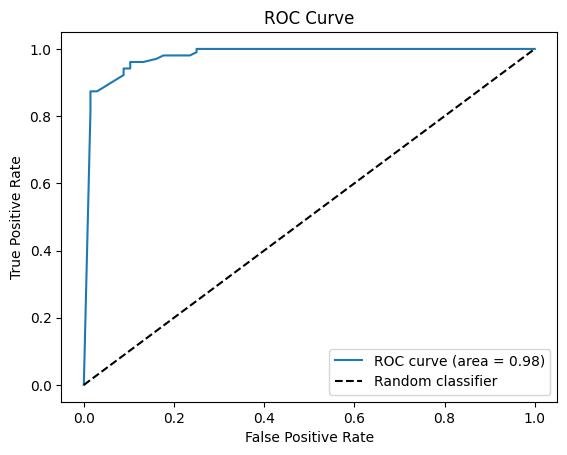 ROC Curve
1.0
0.8
0.6
0.4
0.2
0.0
True Positive Rate
ROC curve (area = 0.98)
Random classifier
0.0 0.2 0.4 0.6 0.8 1.0
False Positive Rate